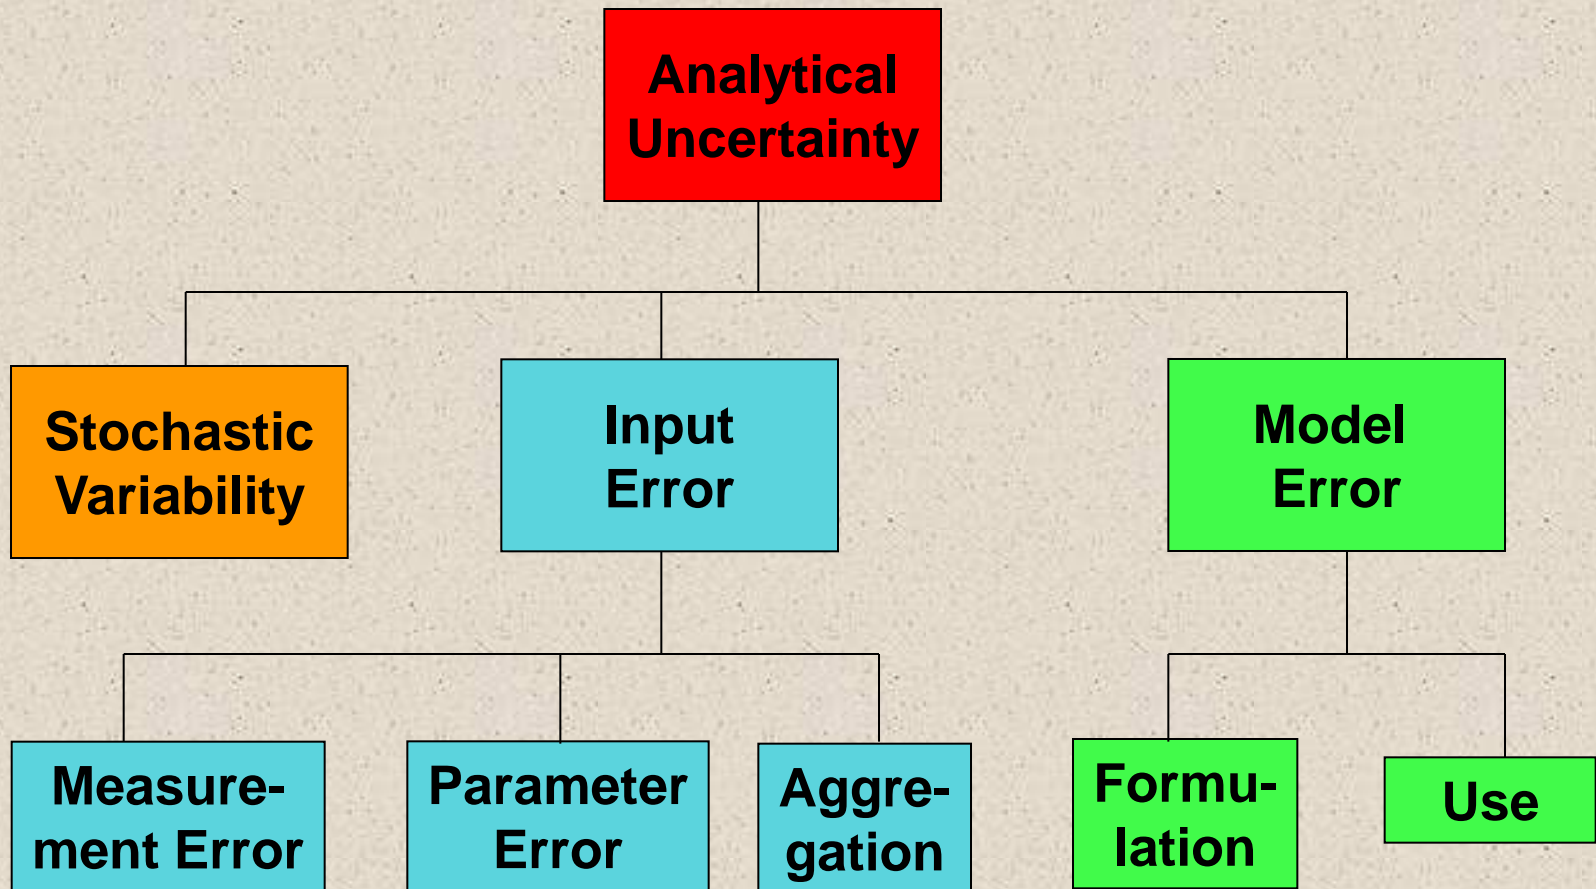 Analytical
Uncertainty
Stochastic
Variability
Input
Error
Model
Error
Measure-
ment Error
Parameter
Error
Aggre-
gation
Formu-
lation
Use